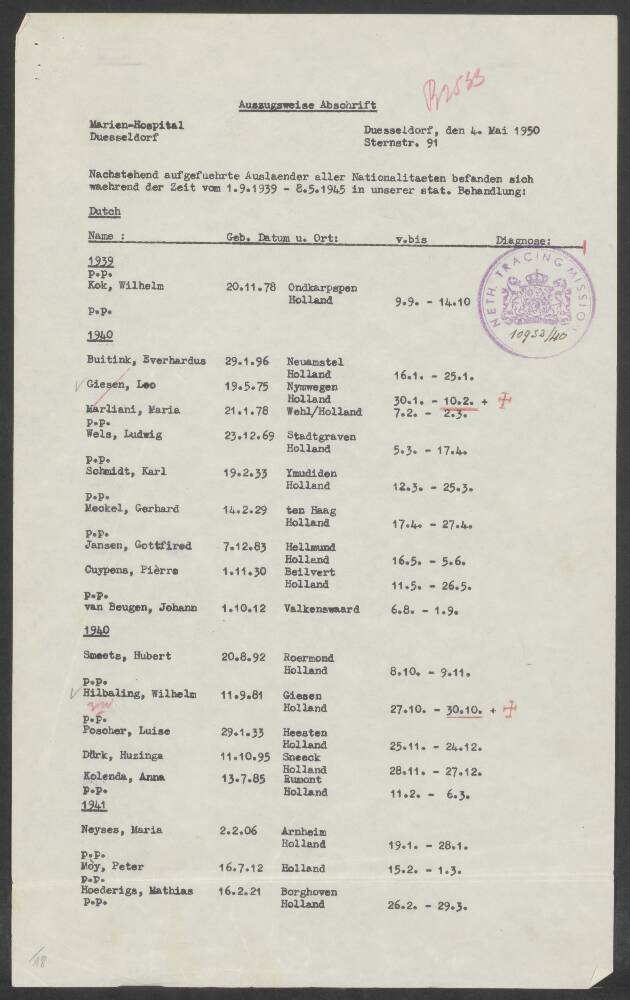 B2533
Auszugsweise Abschrift
Marien-Hospital
Duesseldorf
Duesseldorf, den 4. Mai 1950
Sternstr. 91
Nachstehend aufgefuehrte Auslaender aller Nationalitaeten befanden sich
waehrend der Zeit vom 1.9.1939 - 8.5.1945 in unserer stat. Behandlung:
Dutch
Name : Geb. Datum u. Ort: v.bis Diagnose:
NETH. TRACING MISSION
10952/40
1939
p.p.
Kok, Wilhelm 20.11.78 Ondkarpspen
Holland 9.9. - 14.10
p.p.
1940
Buitink, Everhardus 29.1.96 Neuamstel
Holland 16.1. - 25.1.
Giesen, Leo 19.5.75 Nymwegen
Holland 30.1. - 10.2. +
Marliani, Maria 21.1.78 Wehl/Holland 7.2. - 2.3.
p.p.
Wels, Ludwig 23.12.69 Stadtgraven
Holland 5.3. - 17.4.
p.p.
Schmidt, Karl 19.2.33 Ymudiden
Holland 12.3. - 25.3.
p.p.
Meckel, Gerhard 14.2.29 ten Haag
Holland 17.4. - 27.4.
p.p.
Jansen, Gottfired 7.12.83 Hellmund
Holland 16.5. - 5.6.
Cuypens, Pièrre 1.11.30 Beilvert
Holland 11.5. - 26.5.
p.p.
van Beugen, Johann 1.10.12 Valkenswaard 6.8. - 1.9.
1940
Smeets, Hubert 20.8.92 Roermond
Holland 8.10. - 9.11.
p.p.
Hilbaling, Wilhelm 11.9.81 Giesen
Holland 27.10. - 30.10. +
p.p.
Poscher, Luise 29.1.33 Heesten
Holland 25.11. - 24.12.
Dürk, Huzinga 11.10.95 Sneeck
Holland 28.11. - 27.12.
Kolenda, Anna 13.7.85 Rumont
p.p. Holland 11.2. - 6.3.
1941
Neyses, Maria 2.2.06 Arnheim
Holland 19.1. - 28.1.
p.p.
Möy, Peter 16.7.12 Holland 15.2. - 1.3.
p.p.
Hoederigs, Mathias 16.2.21 Borghoven
p.p. Holland 26.2. - 29.3.
/18